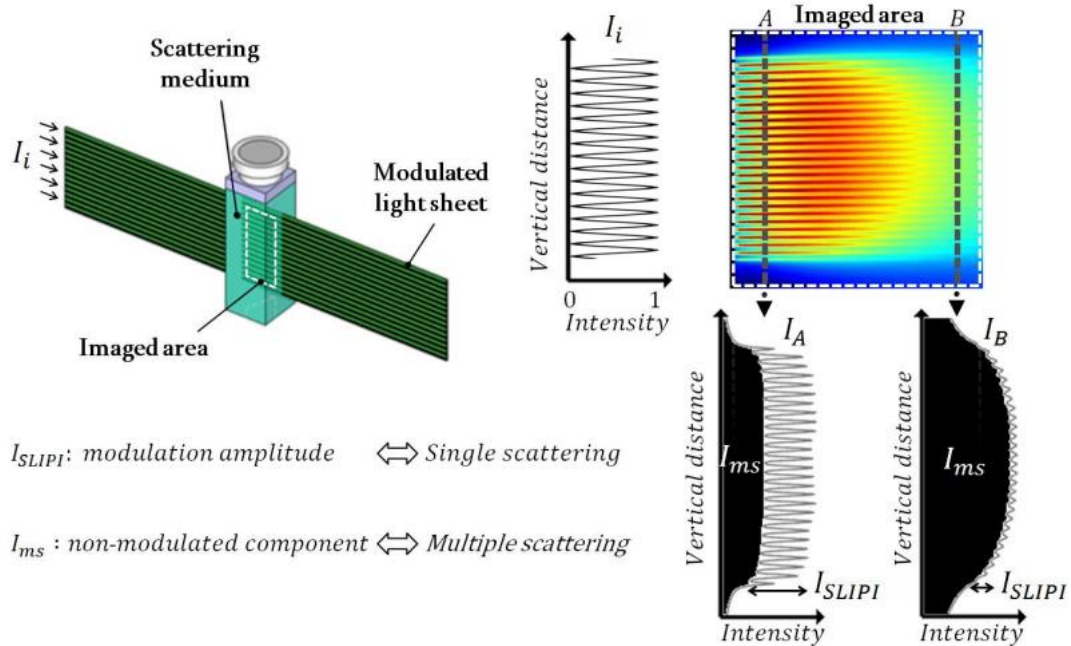 Scattering
medium
I_i
Modulated
light sheet
Imaged area
I_i
Vertical distance
0 1
Intensity
Imaged area
A B
I_A
Vertical distance
I_ms
I_SLIPI
Intensity
I_B
Vertical distance
I_ms
I_SLIPI
Intensity
I_SLIPI: modulation amplitude ⇔ Single scattering
I_ms : non-modulated component ⇔ Multiple scattering